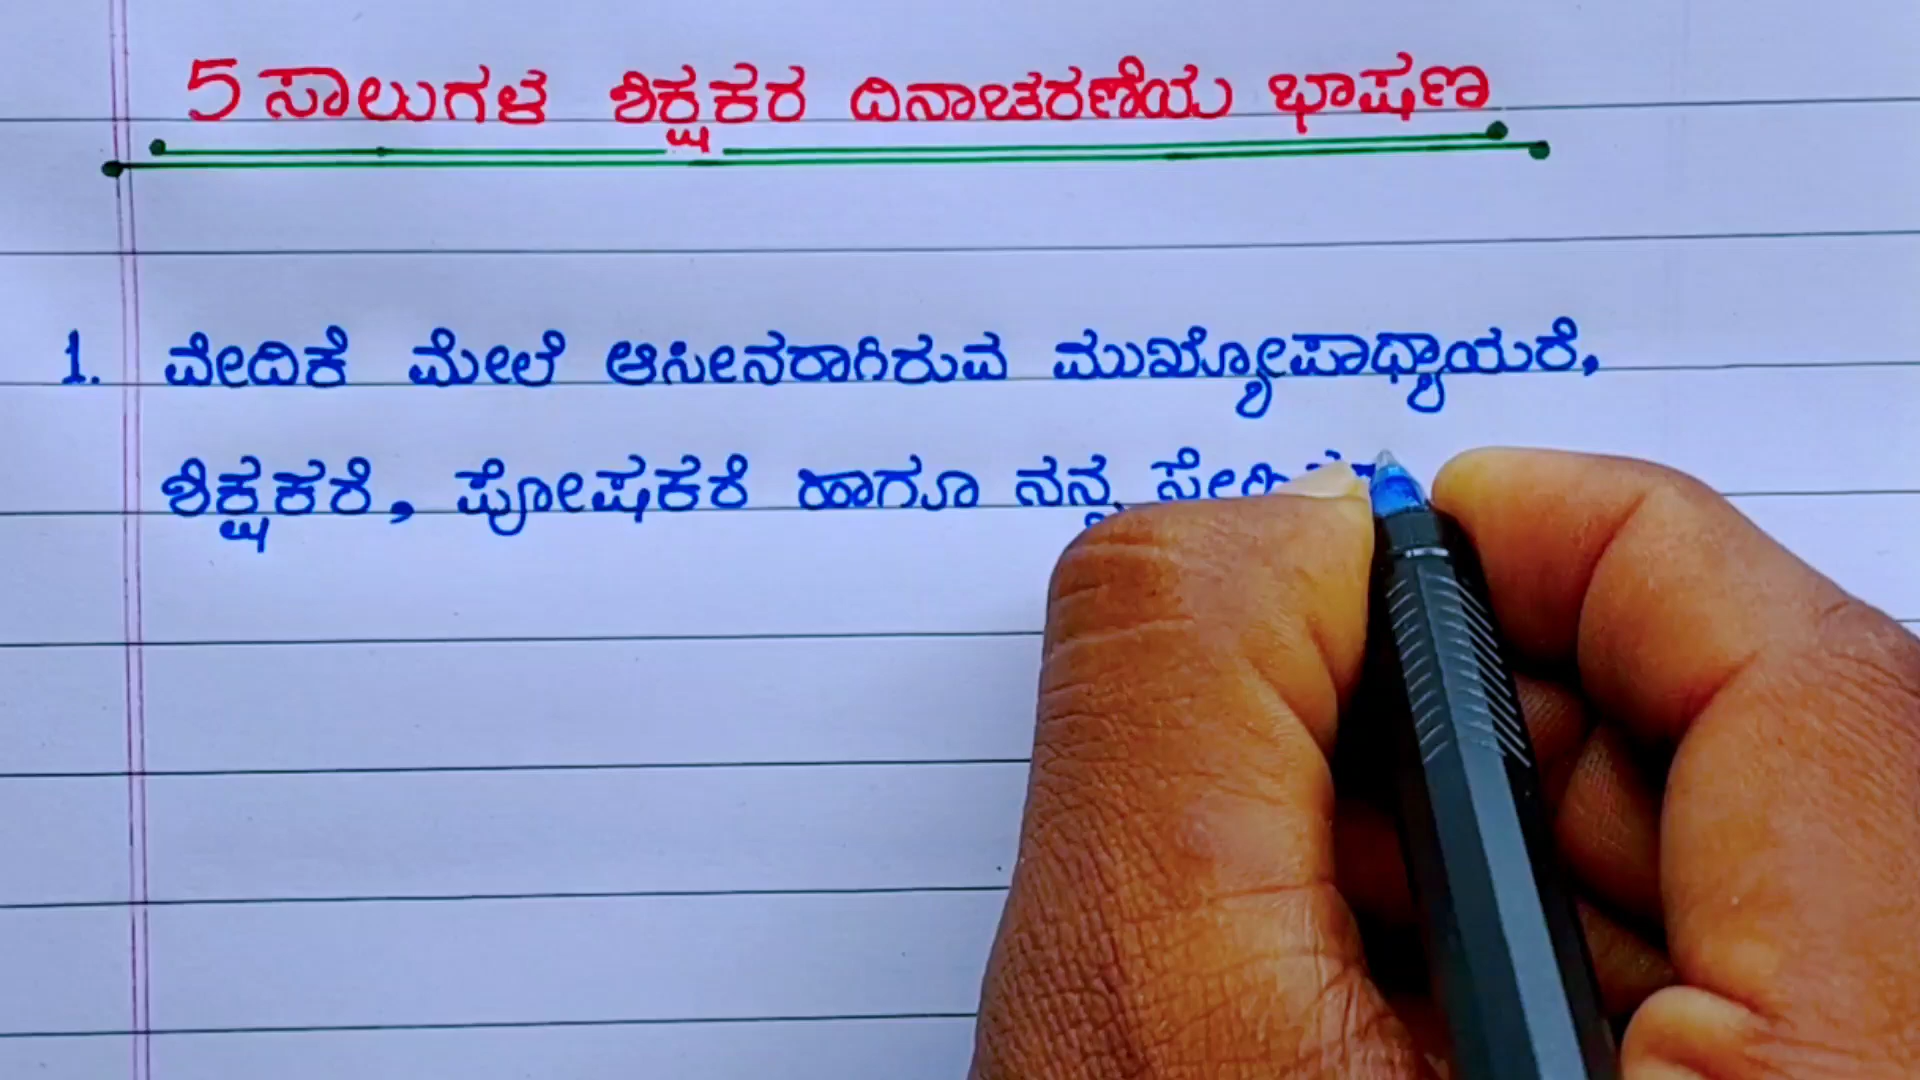 5 ಸಾಲುಗಳ ಶಿಕ್ಷಕರ ದಿನಾಚರಣೆಯ ಭಾಷಣ
1. ವೇದಿಕೆ ಮೇಲೆ ಆಸೀನರಾಗಿರುವ ಮುಖ್ಯೋಪಾಧ್ಯಾಯರೆ,
ಶಿಕ್ಷಕರೆ, ಪೋಷಕರೆ ಹಾಗೂ ನನ್ನ